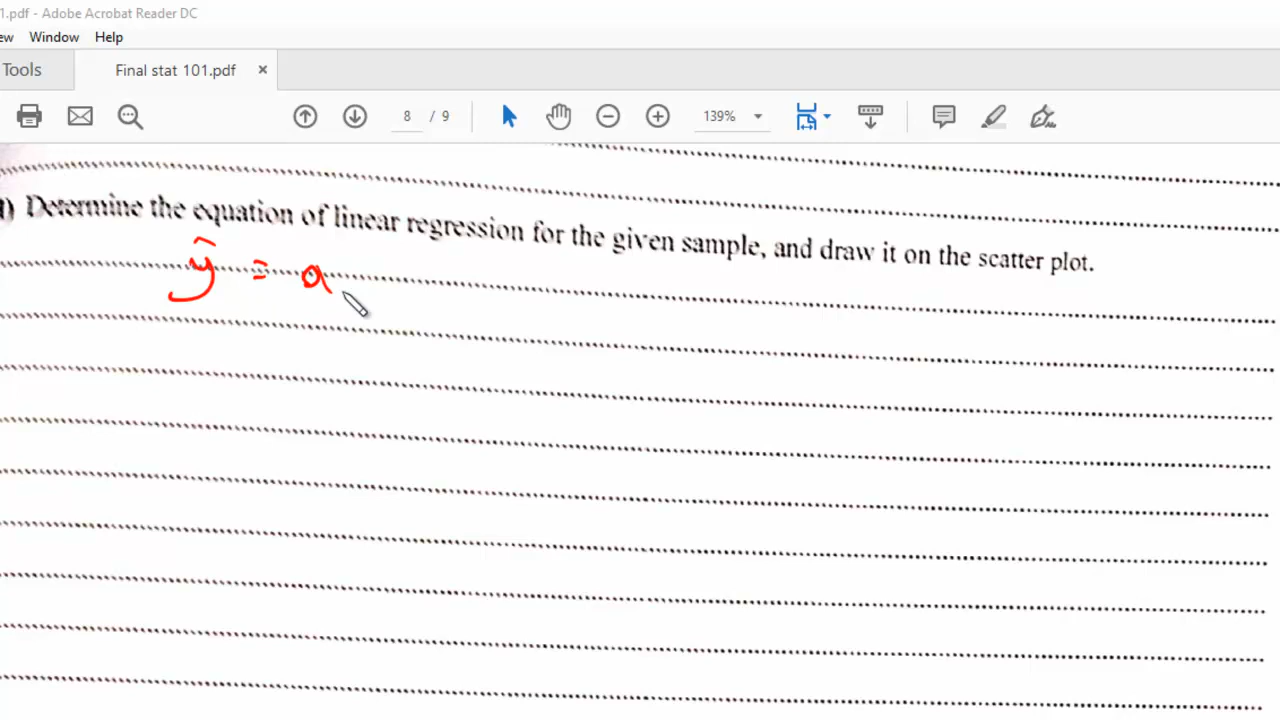 1.pdf - Adobe Acrobat Reader DC
Window Help
Tools Final stat 101.pdf ×
8 / 9 139%
Determine the equation of linear regression for the given sample, and draw it on the scatter plot.
ŷ = a